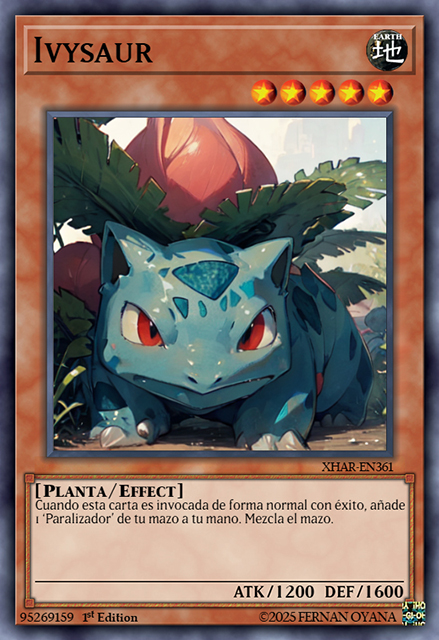 IVYSAUR
EARTH
地
XHAR-EN361
[PLANTA/EFFECT]
Cuando esta carta es invocada de forma normal con éxito, añade
1 'Paralizador' de tu mazo a tu mano. Mezcla el mazo.
ATK/1200 DEF/1600
95269159 1st Edition ©2025 FERNAN OYANA